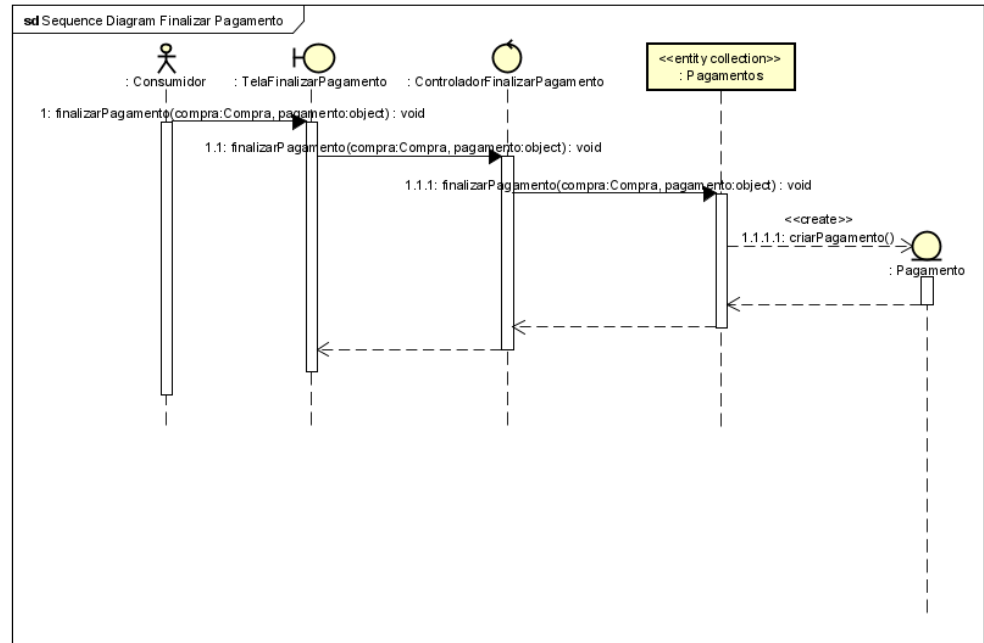 sd Sequence Diagram Finalizar Pagamento
<<entity collection>>
: Pagamentos
: Consumidor
: TelaFinalizarPagamento
: ControladorFinalizarPagamento
1: finalizarPagamento(compra:Compra, pagamento:object) : void
1.1: finalizarPagamento(compra:Compra, pagamento:object) : void
1.1.1: finalizarPagamento(compra:Compra, pagamento:object) : void
<<create>>
1.1.1.1: criarPagamento()
: Pagamento